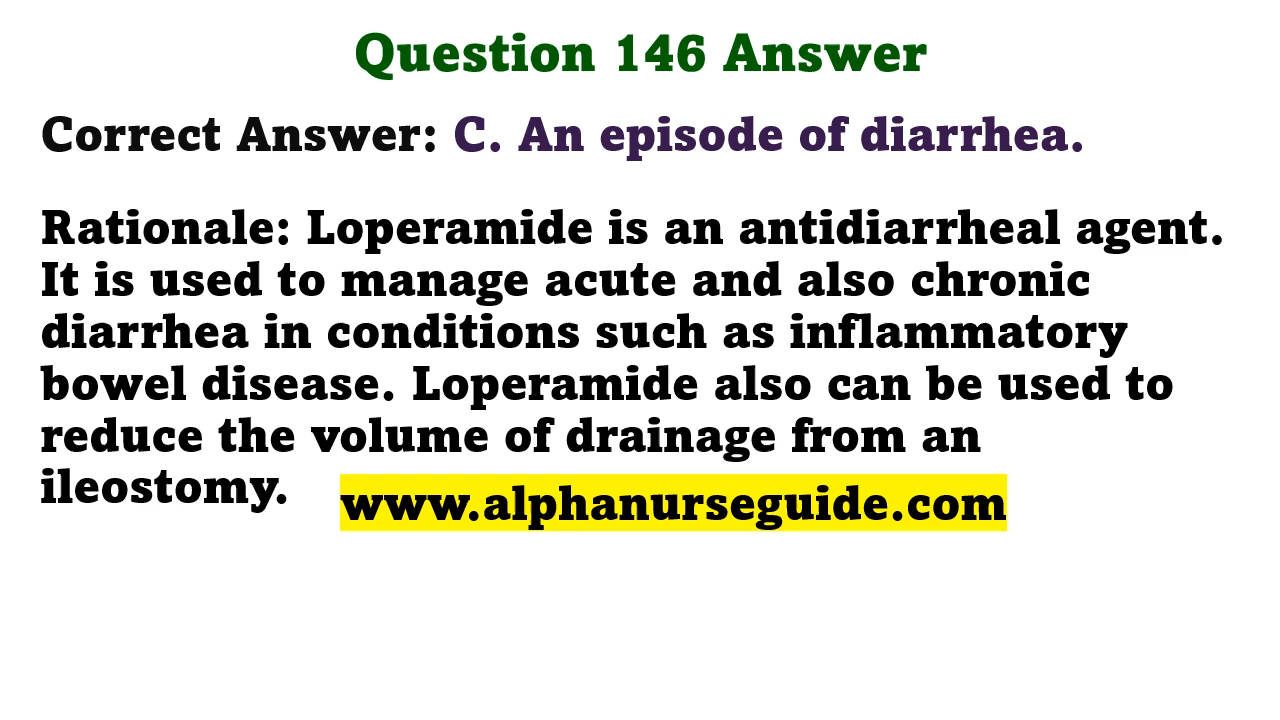 Question 146 Answer
Correct Answer: C. An episode of diarrhea.
Rationale: Loperamide is an antidiarrheal agent.
It is used to manage acute and also chronic
diarrhea in conditions such as inflammatory
bowel disease. Loperamide also can be used to
reduce the volume of drainage from an
ileostomy.
www.alphanurseguide.com